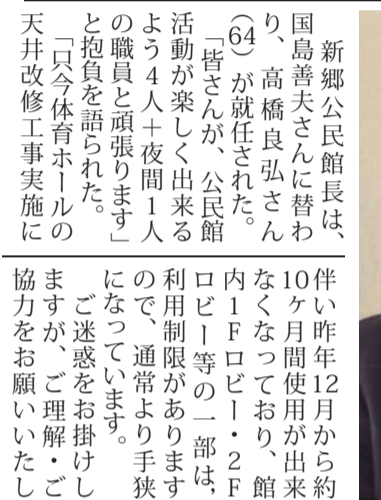 新郷公民館長は、
国島善夫さんに替わ
り、高橋良弘さん
（64）が就任された。
「皆さんが、公民館
活動が楽しく出来る
よう4人＋夜間1人
の職員と頑張ります」
と抱負を語られた。
「只今体育ホールの
天井改修工事実施に
伴い昨年12月から約
10ヶ月間使用が出来
なくなっており、館
内1Fロビー・2F
ロビー等の一部は，
利用制限があります
ので、通常より手狭
になっています。
ご迷惑をお掛けし
ますが、ご理解・ご
協力をお願いいたし